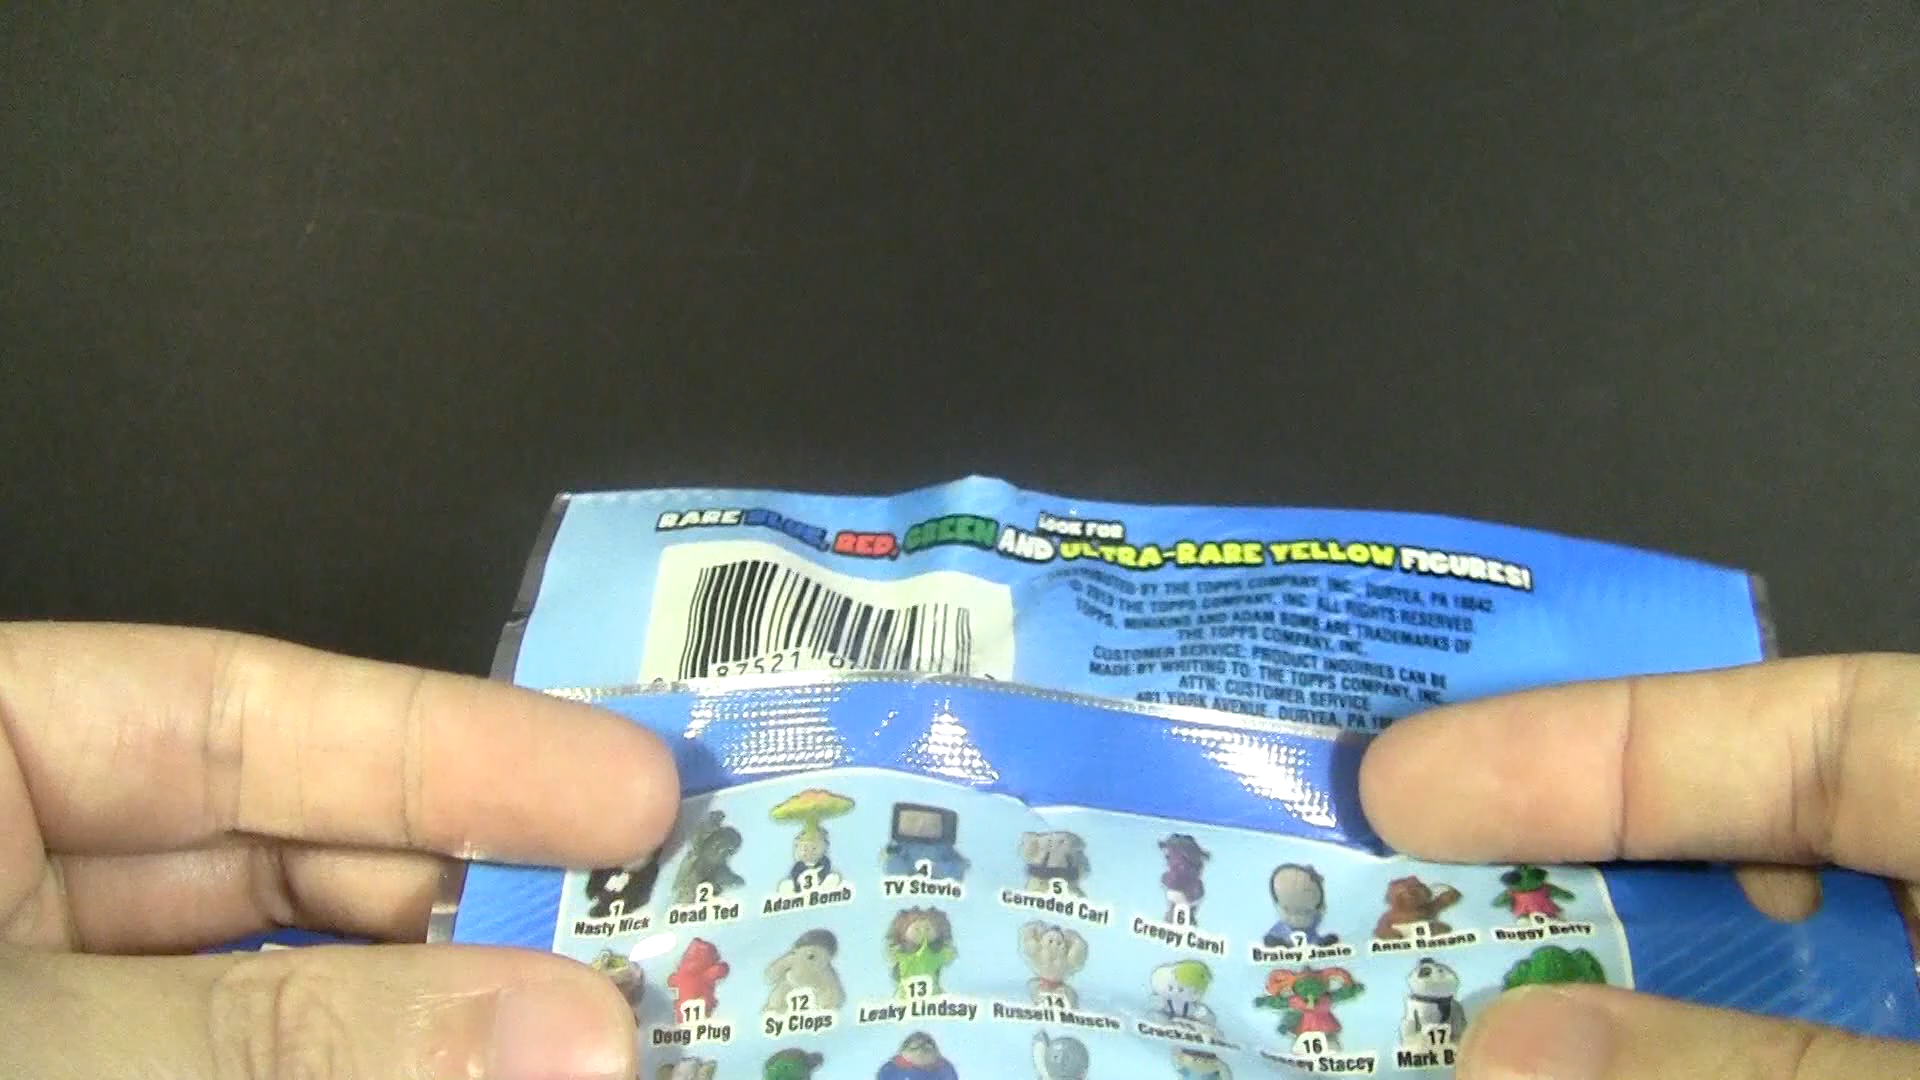 LOOK FOR
RARE BLUE, RED, GREEN AND ULTRA-RARE YELLOW FIGURES!
DISTRIBUTED BY THE TOPPS COMPANY, INC., DURYEA, PA 18642.
© 2013 THE TOPPS COMPANY, INC. ALL RIGHTS RESERVED.
TOPPS, MINIKINS AND ADAM BOMB ARE TRADEMARKS OF
THE TOPPS COMPANY, INC.
CUSTOMER SERVICE: PRODUCT INQUIRIES CAN BE
MADE BY WRITING TO: THE TOPPS COMPANY, INC.
ATTN: CUSTOMER SERVICE
401 YORK AVENUE, DURYEA, PA
87521
1 Nasty Nick
2 Dead Ted
3 Adam Bomb
4 TV Stevie
5 Corroded Carl
6 Creepy Carol
7 Brainy Janie
8 Anna Banana
9 Buggy Betty
11 Doug Plug
12 Sy Clops
13 Leaky Lindsay
14 Russell Muscle
Cracked
16 Stacey
17 Mark